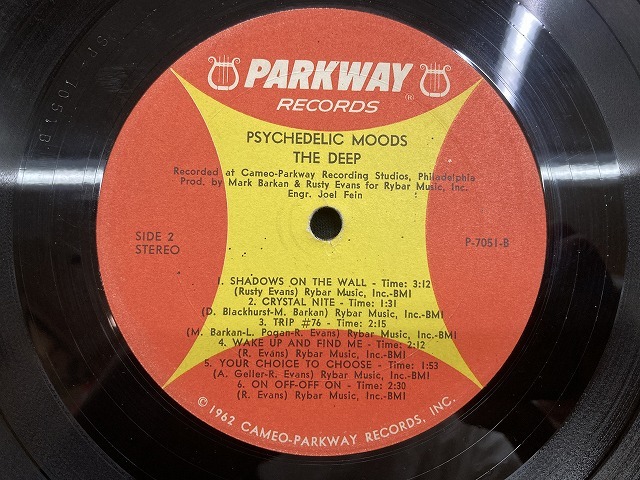 SP-7051 B
PARKWAY
®
RECORDS
PSYCHEDELIC MOODS
THE DEEP
Recorded at Cameo-Parkway Recording Studios, Philadelphia
Prod. by Mark Barkan & Rusty Evans for Rybar Music, Inc.
Engr. Joel Fein
SIDE 2
STEREO
P-7051-B
1. SHADOWS ON THE WALL - Time: 3:12
(Rusty Evans) Rybar Music, Inc.-BMI
2. CRYSTAL NITE - Time: 1:31
(D. Blackhurst-M. Barkan) Rybar Music, Inc.-BMI
3. TRIP #76 - Time: 2:15
(M. Barkan-L. Pogan-R. Evans) Rybar Music, Inc.-BMI
4. WAKE UP AND FIND ME - Time: 2:12
(R. Evans) Rybar Music, Inc.-BMI
5. YOUR CHOICE TO CHOOSE - Time: 1:53
(A. Geller-R. Evans) Rybar Music, Inc.-BMI
6. ON OFF-OFF ON - Time: 2:30
(R. Evans) Rybar Music, Inc.-BMI
© 1962 CAMEO-PARKWAY RECORDS, INC.